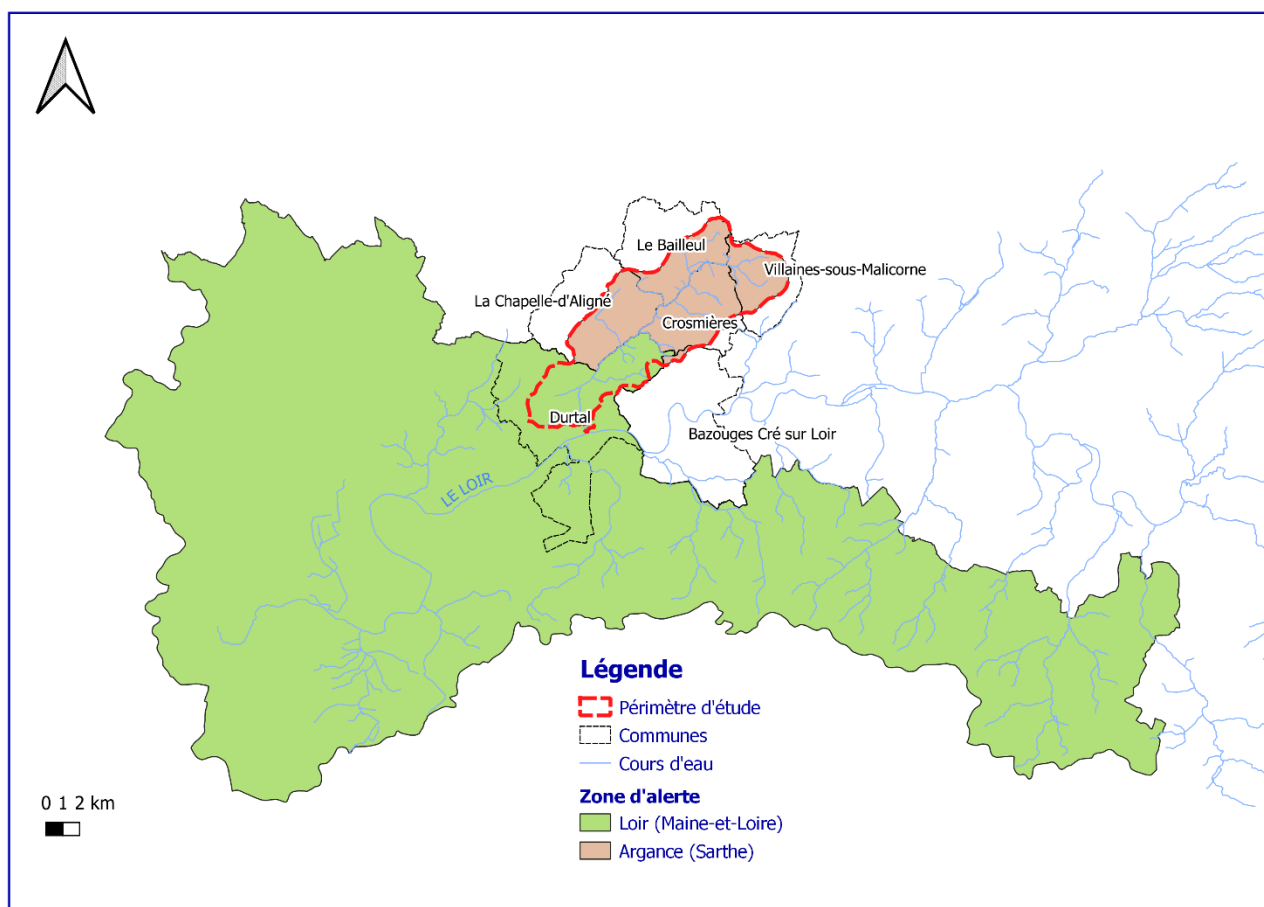 Le Bailleul
Villaines-sous-Malicorne
La Chapelle-d'Aligné
Crosmières
Durtal
Bazouges Cré sur Loir
LE LOIR
Légende
Périmètre d'étude
Communes
Cours d'eau
Zone d'alerte
Loir (Maine-et-Loire)
Argance (Sarthe)
0 1 2 km